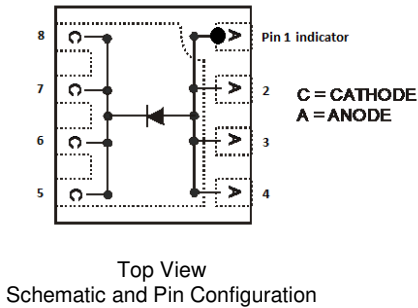 8 C A Pin 1 indicator
7 C A 2
C = CATHODE
A = ANODE
6 C A 3
5 C A 4
Top View
Schematic and Pin Configuration